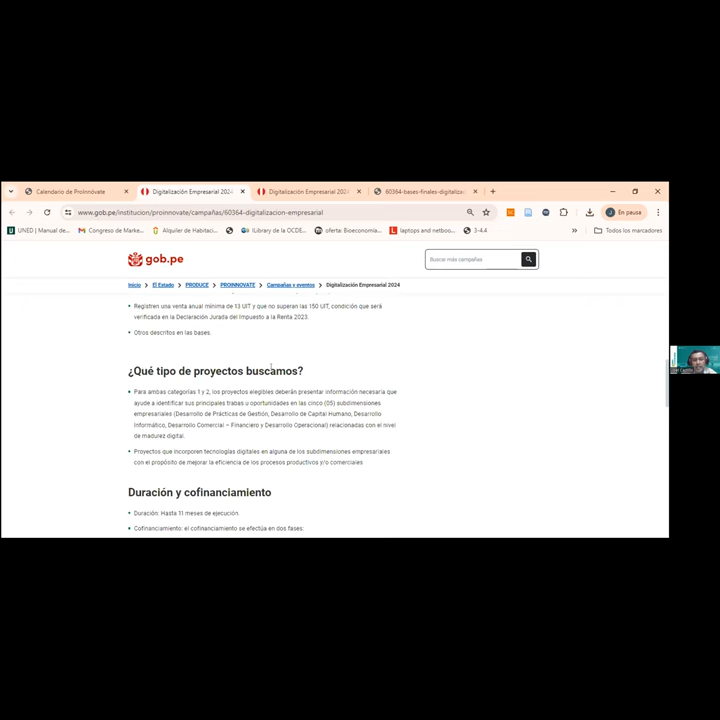 Calendario de ProInnóvate
Digitalización Empresarial 2024
Digitalización Empresarial 2024
60364-bases-finales-digitalizac
www.gob.pe/institucion/proinnovate/campañas/60364-digitalizacion-empresarial
En pausa
UNED | Manual de...
Congreso de Marke...
Alquiler de Habitaci...
ILibrary de la OCDE...
oferta: Bioeconomía...
laptops and netboo...
3-4.4
Todos los marcadores
gob.pe
Buscar más campañas
Inicio > El Estado > PRODUCE > PROINNOVATE > Campañas y eventos > Digitalización Empresarial 2024
• Registren una venta anual mínima de 13 UIT y que no superan las 150 UIT, condición que será
verificada en la Declaración Jurada del Impuesto a la Renta 2023.
• Otros descritos en las bases.
¿Qué tipo de proyectos buscamos?
• Para ambas categorías 1 y 2, los proyectos elegibles deberán presentar información necesaria que
ayude a identificar sus principales trabas u oportunidades en las cinco (05) subdimensiones
empresariales (Desarrollo de Prácticas de Gestión, Desarrollo de Capital Humano, Desarrollo
Informático, Desarrollo Comercial – Financiero y Desarrollo Operacional) relacionadas con el nivel
de madurez digital.
• Proyectos que incorporen tecnologías digitales en alguna de los subdimensiones empresariales
con el propósito de mejorar la eficiencia de los procesos productivos y/o comerciales
Duración y cofinanciamiento
• Duración: Hasta 11 meses de ejecución.
• Cofinanciamiento: el cofinanciamiento se efectúa en dos fases: